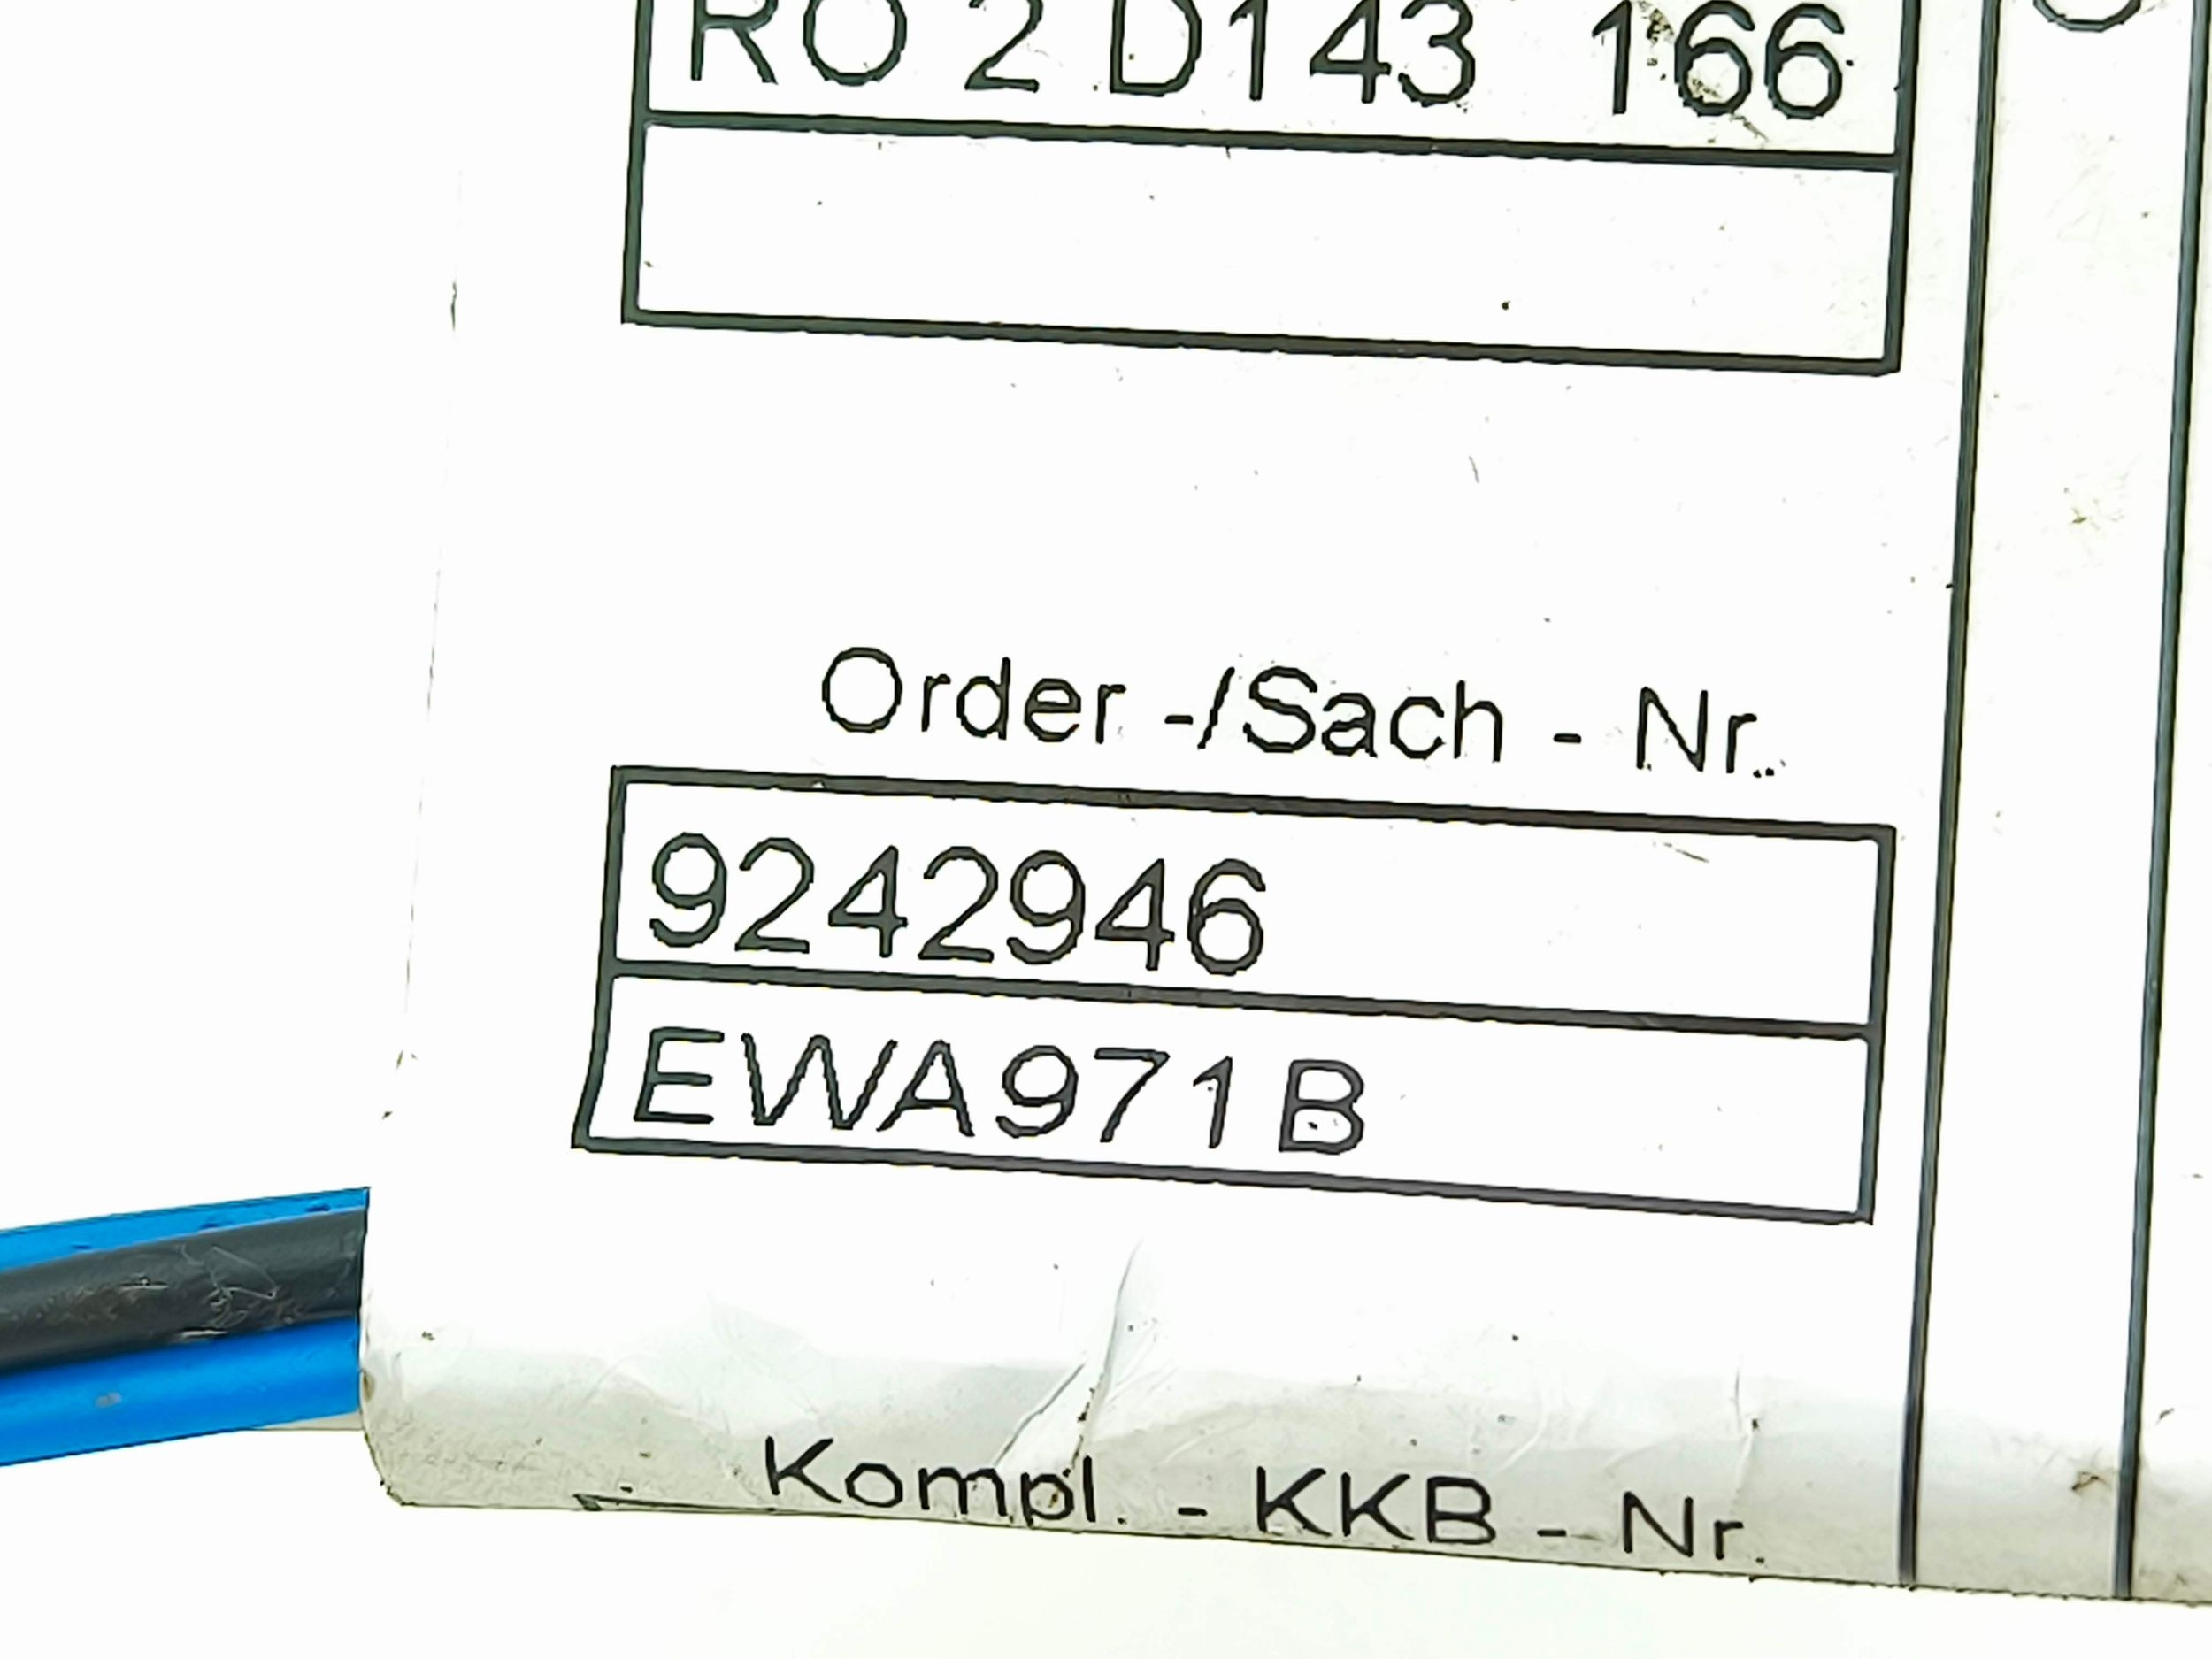 RO 2 D143 166
Order -/Sach - Nr.
9242946
EWA971B
Kompl. - KKB - Nr.